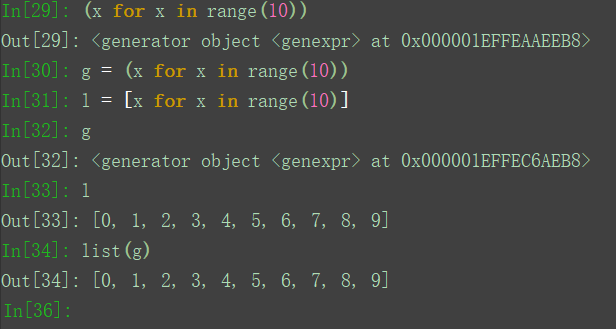 In[29]: (x for x in range(10))
Out[29]: <generator object <genexpr> at 0x000001EFFEAAEEB8>
In[30]: g = (x for x in range(10))
In[31]: l = [x for x in range(10)]
In[32]: g
Out[32]: <generator object <genexpr> at 0x000001EFFEC6AEB8>
In[33]: l
Out[33]: [0, 1, 2, 3, 4, 5, 6, 7, 8, 9]
In[34]: list(g)
Out[34]: [0, 1, 2, 3, 4, 5, 6, 7, 8, 9]
In[36]: